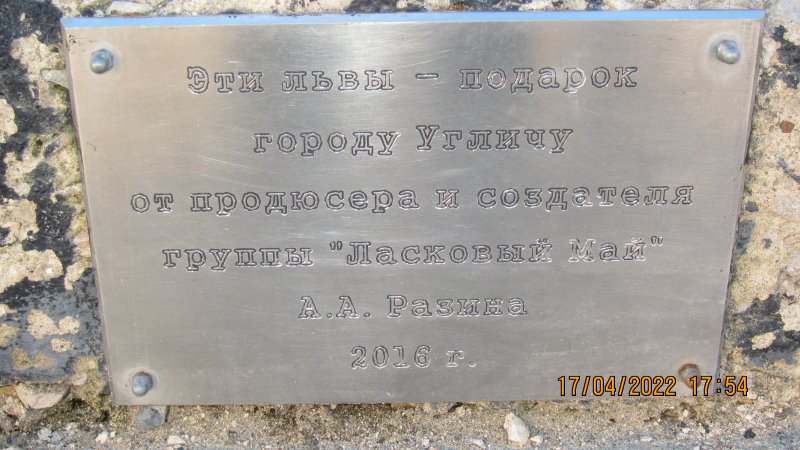 Эти львы – подарок
городу Угличу
от продюсера и создателя
группы "Ласковый Май"
А.А. Разина
2016 г.
17/04/2022 17:54